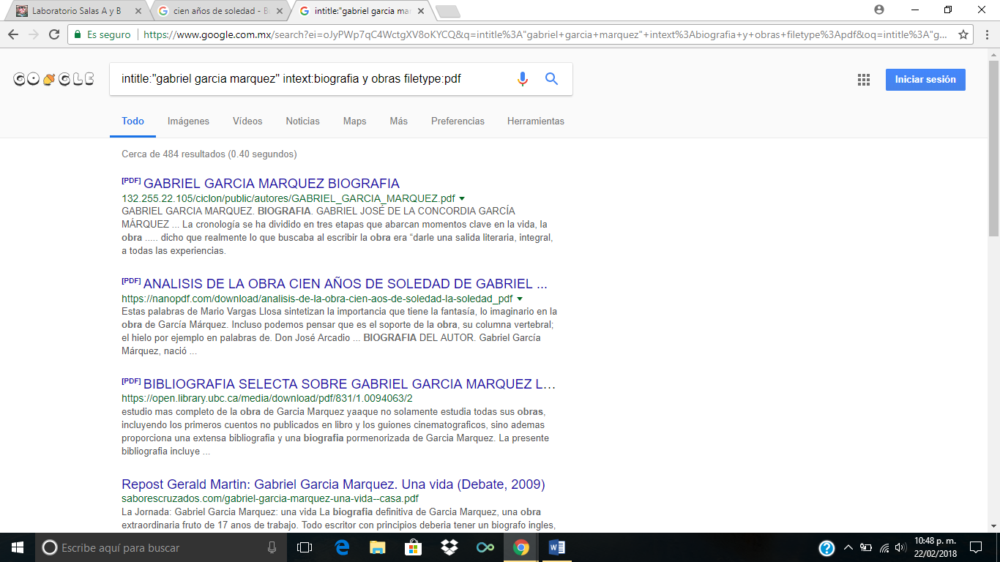 Laboratorio Salas A y B
cien años de soledad - B
intitle:"gabriel garcia mar
Es seguro
https://www.google.com.mx/search?ei=oJyPWp7qC4WctgXV8oKYCQ&q=intitle%3A"gabriel+garcia+marquez"+intext%3Abiografia+y+obras+filetype%3Apdf&oq=intitle%3A"g...
GOOGLE
intitle:"gabriel garcia marquez" intext:biografia y obras filetype:pdf
Iniciar sesión
Todo Imágenes Vídeos Noticias Maps Más Preferencias Herramientas
Cerca de 484 resultados (0.40 segundos)
[PDF] GABRIEL GARCIA MARQUEZ BIOGRAFIA
132.255.22.105/ciclon/public/autores/GABRIEL_GARCIA_MARQUEZ.pdf
GABRIEL GARCIA MARQUEZ. BIOGRAFIA. GABRIEL JOSÉ DE LA CONCORDIA GARCÍA
MÁRQUEZ ... La cronología se ha dividido en tres etapas que abarcan momentos clave en la vida, la
obra ..... dicho que realmente lo que buscaba al escribir la obra era “darle una salida literaria, integral,
a todas las experiencias.
[PDF] ANALISIS DE LA OBRA CIEN AÑOS DE SOLEDAD DE GABRIEL ...
https://nanopdf.com/download/analisis-de-la-obra-cien-aos-de-soledad-la-soledad_pdf
Estas palabras de Mario Vargas Llosa sintetizan la importancia que tiene la fantasía, lo imaginario en la
obra de García Márquez. Incluso podemos pensar que es el soporte de la obra, su columna vertebral;
el hielo por ejemplo en palabras de. Don José Arcadio ... BIOGRAFIA DEL AUTOR. Gabriel García
Márquez, nació ...
[PDF] BIBLIOGRAFIA SELECTA SOBRE GABRIEL GARCIA MARQUEZ L...
https://open.library.ubc.ca/media/download/pdf/831/1.0094063/2
estudio mas completo de la obra de Garcia Marquez yaaque no solamente estudia todas sus obras,
incluyendo los primeros cuentos no publicados en libro y los guiones cinematograficos, sino ademas
proporciona una extensa bibliografia y una biografia pormenorizada de Garcia Marquez. La presente
bibliografia incluye ...
Repost Gerald Martin: Gabriel Garcia Marquez. Una vida (Debate, 2009)
saborescruzados.com/gabriel-garcia-marquez-una-vida--casa.pdf
La Jornada: Gabriel Garcia Marquez: una vida La biografia definitiva de Garcia Marquez, una obra
extraordinaria fruto de 17 anos de trabajo. Todo escritor con principios deberia tener un biografo ingles,
Escribe aquí para buscar
10:48 p. m.
22/02/2018